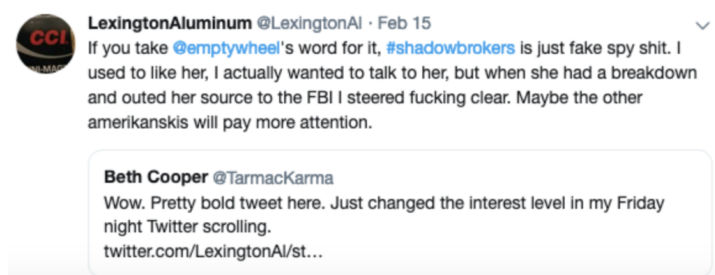 LexingtonAluminum @LexingtonAl · Feb 15
If you take @emptywheel's word for it, #shadowbrokers is just fake spy shit. I
used to like her, I actually wanted to talk to her, but when she had a breakdown
and outed her source to the FBI I steered fucking clear. Maybe the other
amerikanskis will pay more attention.
Beth Cooper @TarmacKarma
Wow. Pretty bold tweet here. Just changed the interest level in my Friday
night Twitter scrolling.
twitter.com/LexingtonAl/st...
CCI